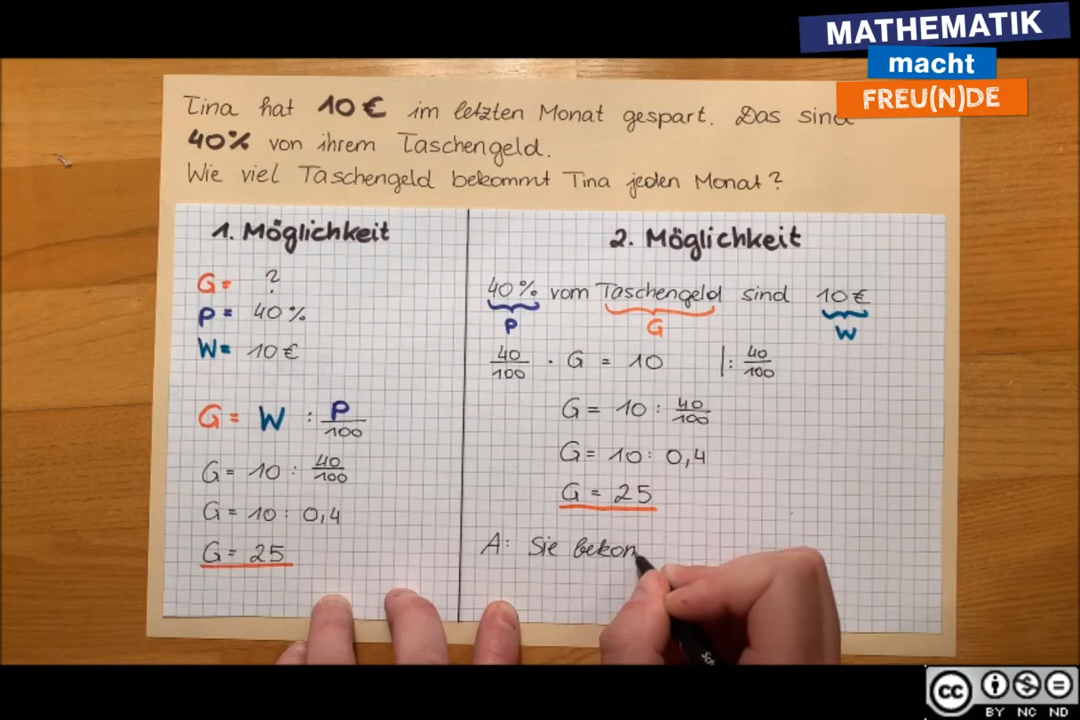 MATHEMATIK
macht
FREU(N)DE
Tina hat 10€ im letzten Monat gespart. Das sind
40% von ihrem Taschengeld.
Wie viel Taschengeld bekommt Tina jeden Monat?
1. Möglichkeit
G= ?
P= 40%
W= 10€
G= W : P/100
G= 10 : 40/100
G= 10 : 0,4
G= 25
2. Möglichkeit
40% vom Taschengeld sind 10€
P G W
40/100 · G = 10 |: 40/100
G= 10 : 40/100
G= 10 : 0,4
G = 25
A: Sie bekom
cc
BY NC ND